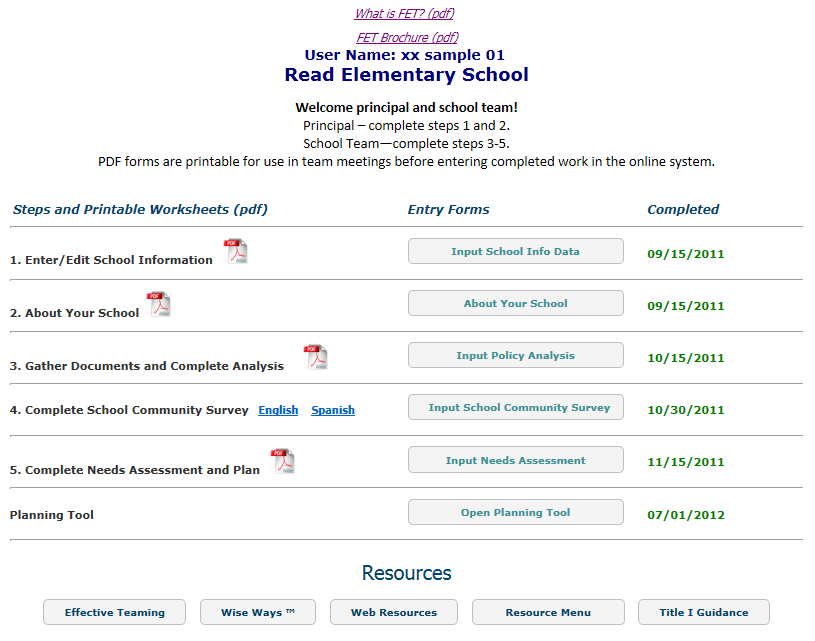 What is FET? (pdf)
FET Brochure (pdf)
User Name: xx sample 01
Read Elementary School
Welcome principal and school team!
Principal – complete steps 1 and 2.
School Team—complete steps 3-5.
PDF forms are printable for use in team meetings before entering completed work in the online system.
Steps and Printable Worksheets (pdf) Entry Forms Completed
1. Enter/Edit School Information PDF Input School Info Data 09/15/2011
2. About Your School PDF About Your School 09/15/2011
3. Gather Documents and Complete Analysis PDF Input Policy Analysis 10/15/2011
4. Complete School Community Survey English Spanish Input School Community Survey 10/30/2011
5. Complete Needs Assessment and Plan PDF Input Needs Assessment 11/15/2011
Planning Tool Open Planning Tool 07/01/2012
Resources
Effective Teaming Wise Ways ™ Web Resources Resource Menu Title I Guidance